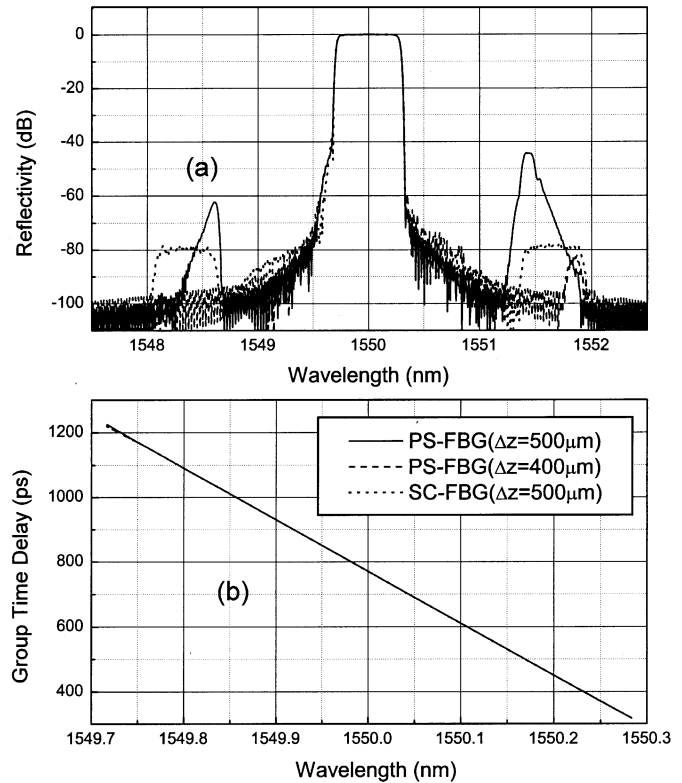 0
-20
-40
-60
-80
-100
Reflectivity (dB)
(a)
1548 1549 1550 1551 1552
Wavelength (nm)
1200
1000
800
600
400
Group Time Delay (ps)
PS-FBG(Δz=500μm)
PS-FBG(Δz=400μm)
SC-FBG(Δz=500μm)
(b)
1549.7 1549.8 1549.9 1550.0 1550.1 1550.2 1550.3
Wavelength (nm)